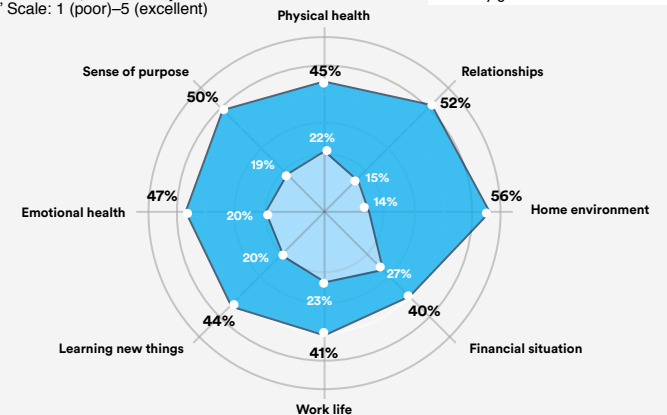 ’ Scale: 1 (poor)–5 (excellent)
Physical health
Sense of purpose
45%
Relationships
50%
52%
22%
19%
15%
47%
14%
56%
Emotional health
20%
Home environment
20%
27%
23%
44%
40%
Learning new things
41%
Financial situation
Work life